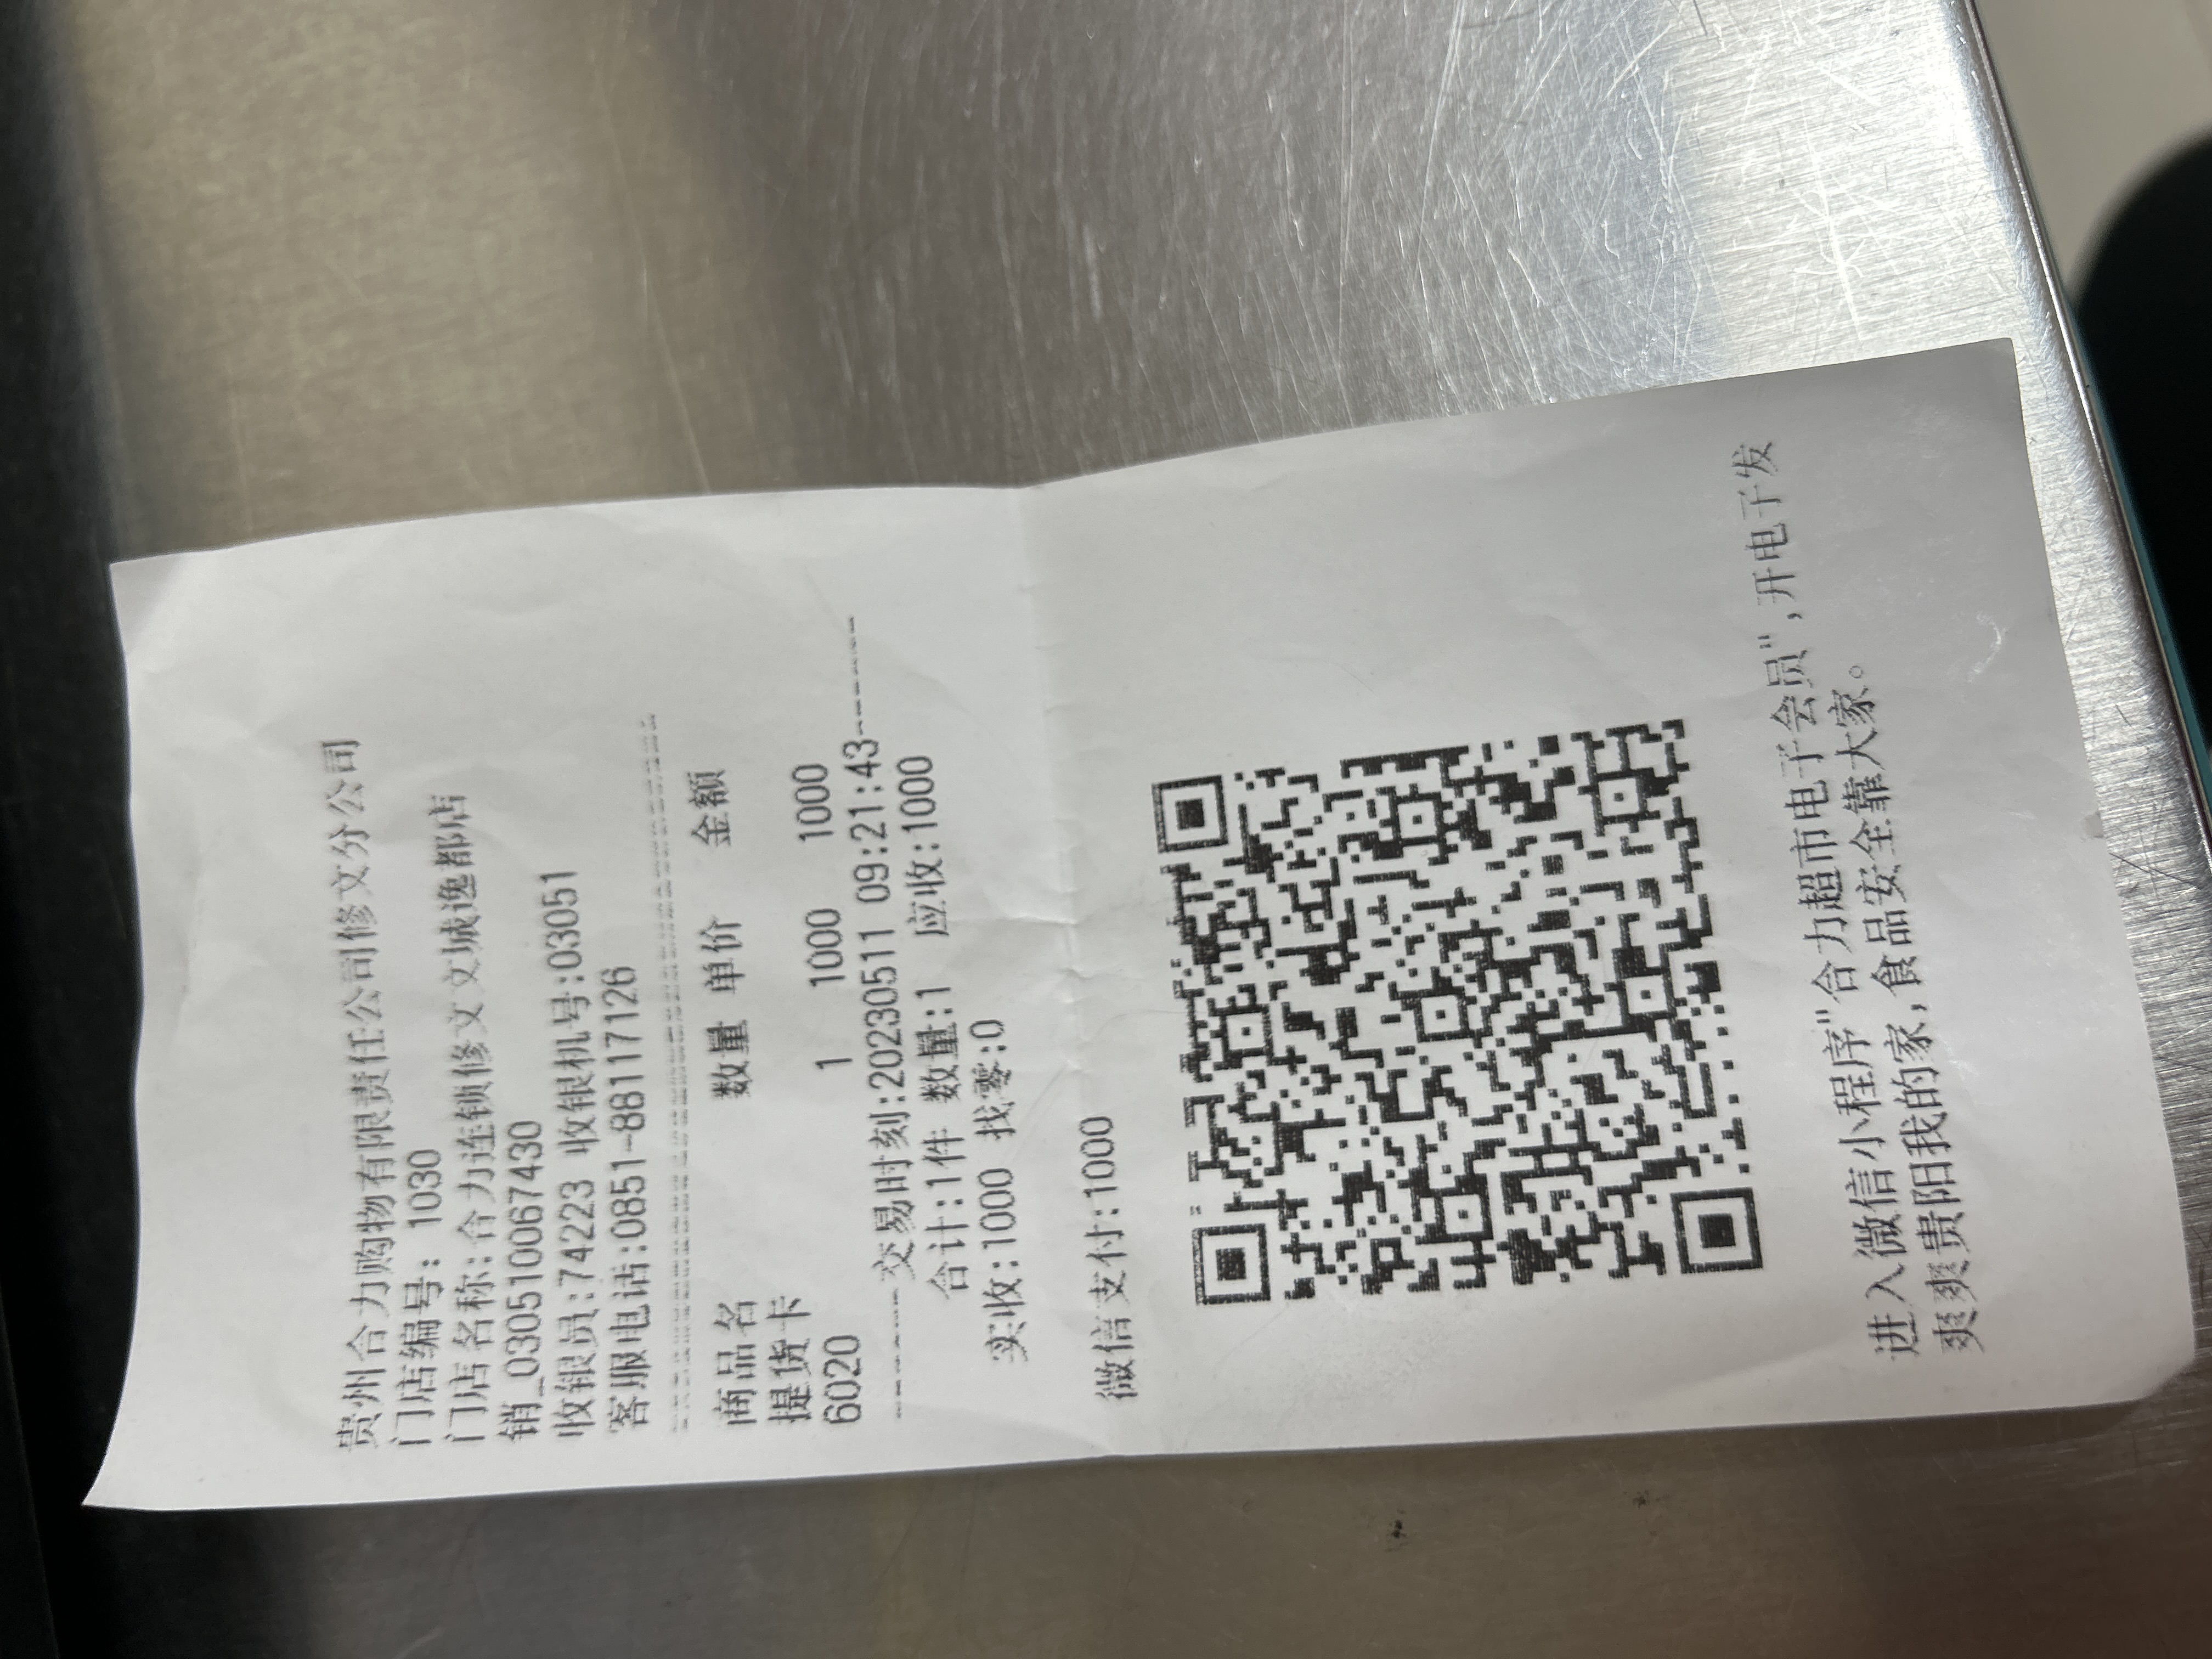 贵州合力购物有限责任公司修文分公司
门店编号: 1030
门店名称:合力连锁修文文城逸都店
销_030510067430
收银员:74223 收银机号:03051
客服电话:0851-88117126
商品名 数量 单价 金额
提货卡
6020 1 1000 1000
------交易时刻:20230511 09:21:43------
合计:1件 数量:1 应收:1000
实收:1000 找零:0
微信支付:1000
进入微信小程序"合力超市电子会员",开电子发
爽爽贵阳我的家,食品安全靠大家。